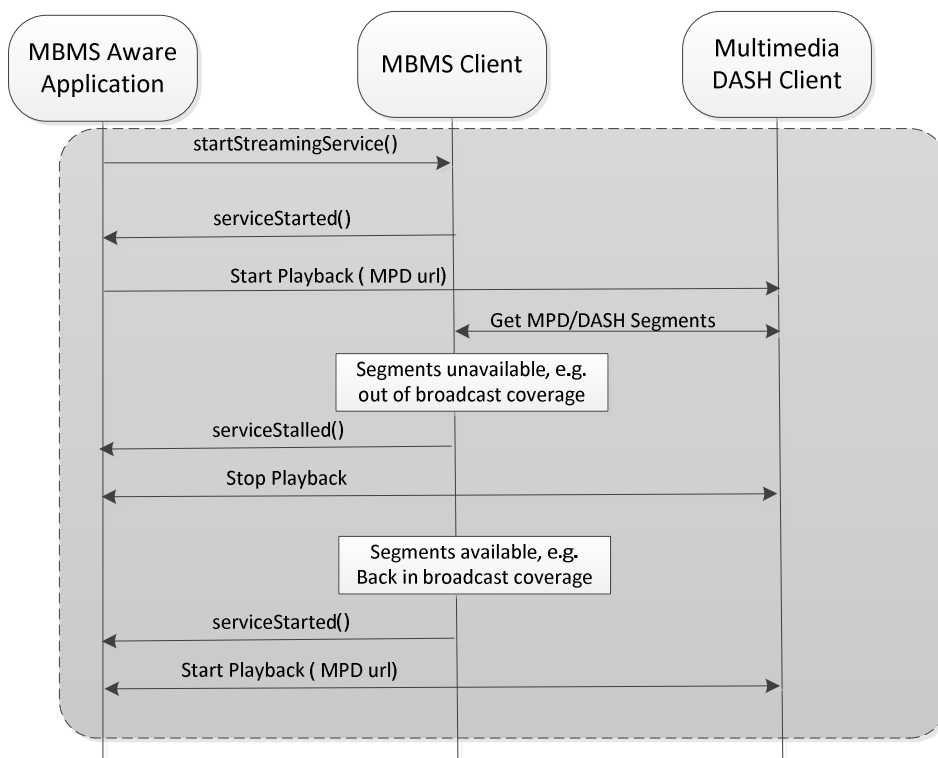 MBMS Aware
Application
MBMS Client
Multimedia
DASH Client
startStreamingService()
serviceStarted()
Start Playback ( MPD url)
Get MPD/DASH Segments
Segments unavailable, e.g.
out of broadcast coverage
serviceStalled()
Stop Playback
Segments available, e.g.
Back in broadcast coverage
serviceStarted()
Start Playback ( MPD url)